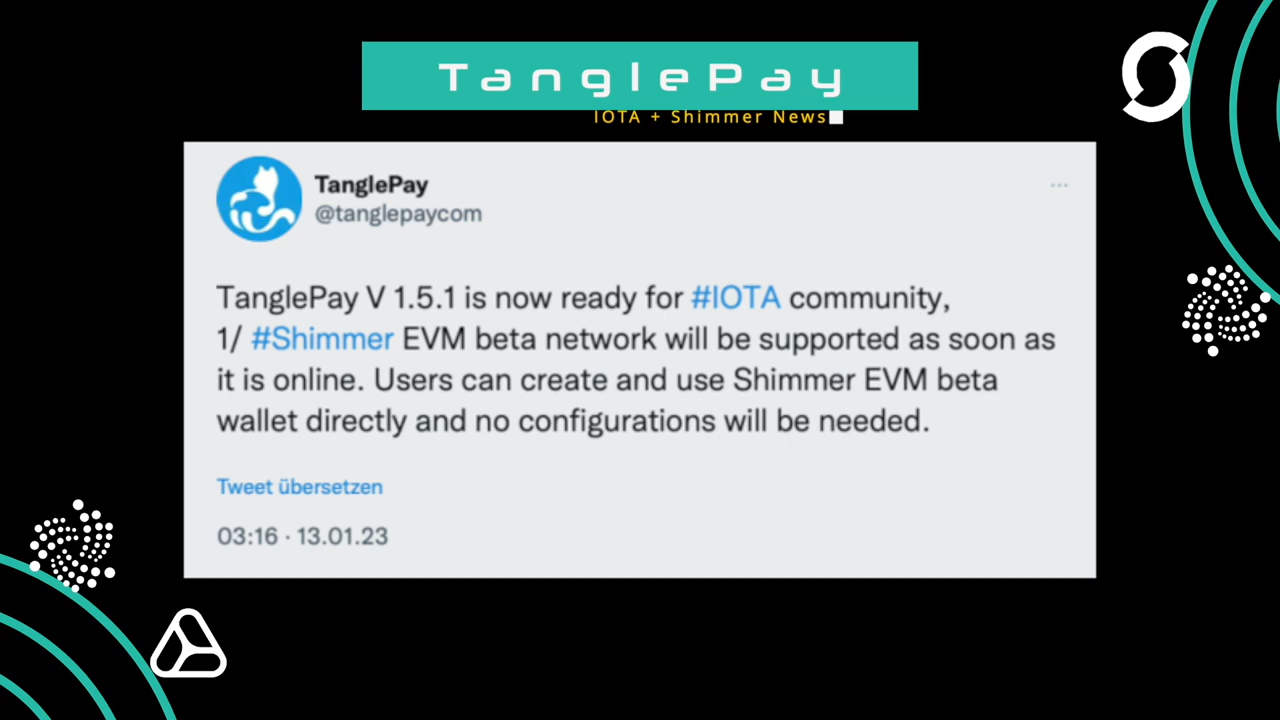 TanglePay
IOTA + Shimmer News
TanglePay
@tanglepaycom
TanglePay V 1.5.1 is now ready for #IOTA community,
1/ #Shimmer EVM beta network will be supported as soon as
it is online. Users can create and use Shimmer EVM beta
wallet directly and no configurations will be needed.
Tweet übersetzen
03:16 · 13.01.23